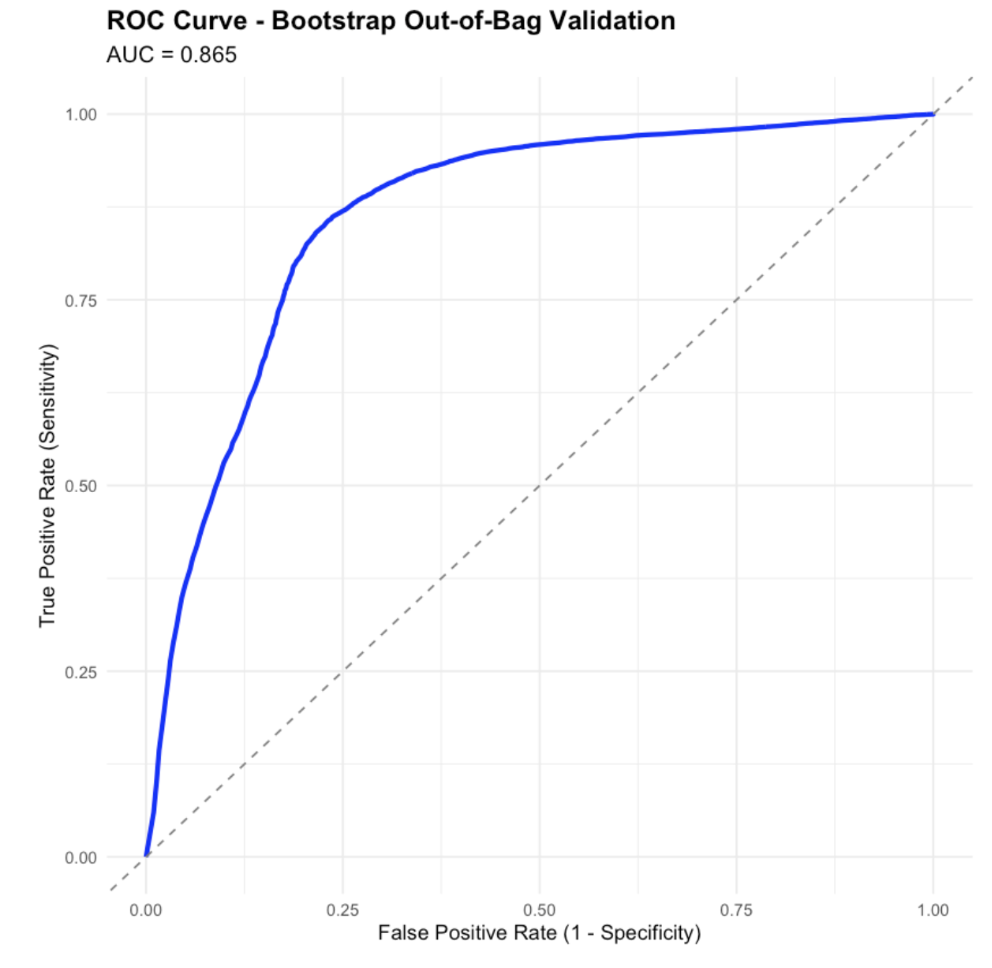 ROC Curve - Bootstrap Out-of-Bag Validation
AUC = 0.865
1.00
0.75
0.50
0.25
0.00
True Positive Rate (Sensitivity)
0.00 0.25 0.50 0.75 1.00
False Positive Rate (1 - Specificity)